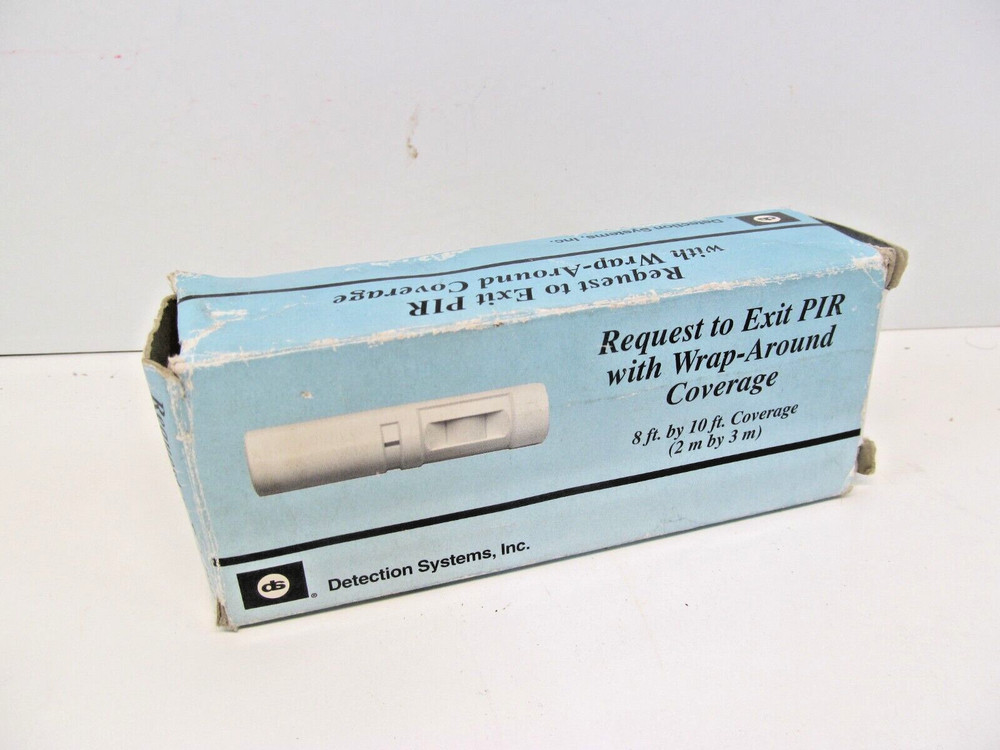 Detection Systems, Inc.
Request to Exit PIR
with Wrap-Around Coverage
Request to Exit PIR
with Wrap-Around
Coverage
8 ft. by 10 ft. Coverage
(2 m by 3 m)
ds ® Detection Systems, Inc.